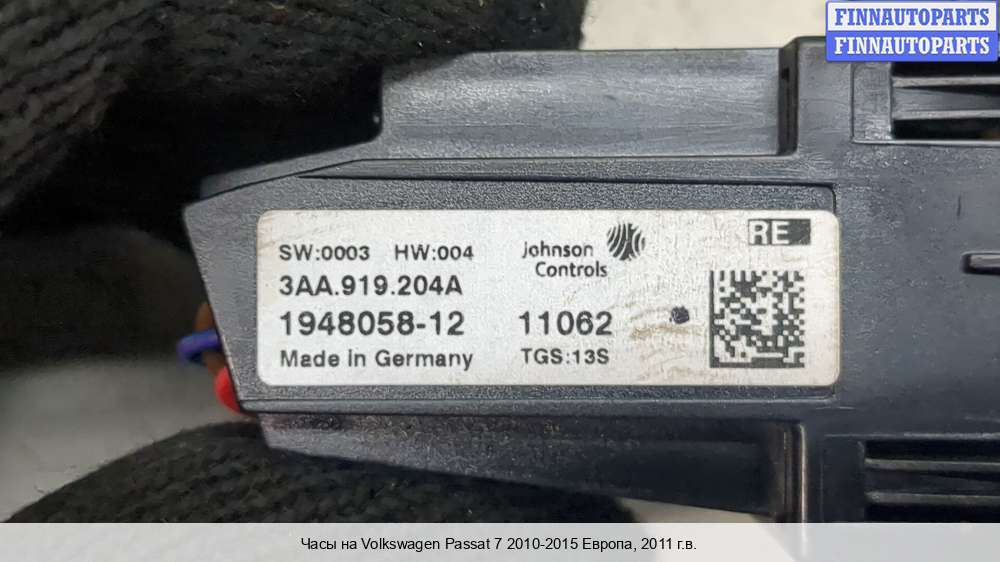 FINNAUTOPARTS
FINNAUTOPARTS
SW:0003 HW:004
Johnson
Controls
RE
3AA.919.204A
1948058-12 11062
Made in Germany TGS:13S
Часы на Volkswagen Passat 7 2010-2015 Европа, 2011 г.в.